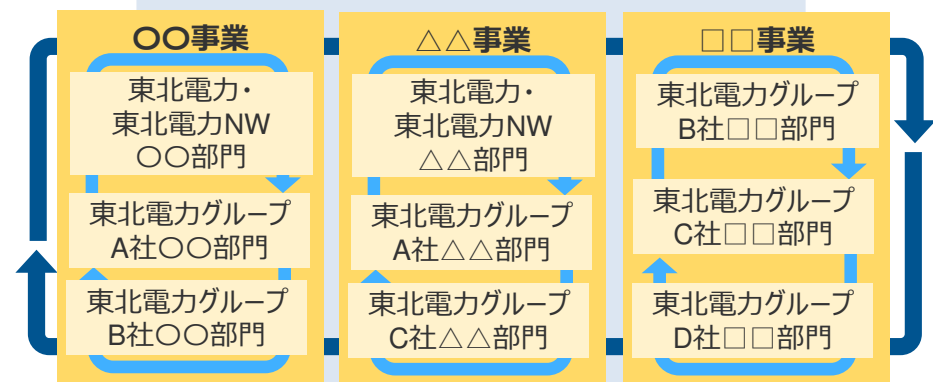 〇〇事業
東北電力・
東北電力NW
〇〇部門
東北電力グループ
A社〇〇部門
東北電力グループ
B社〇〇部門
△△事業
東北電力・
東北電力NW
△△部門
東北電力グループ
A社△△部門
東北電力グループ
C社△△部門
□□事業
東北電力グループ
B社□□部門
東北電力グループ
C社□□部門
東北電力グループ
D社□□部門